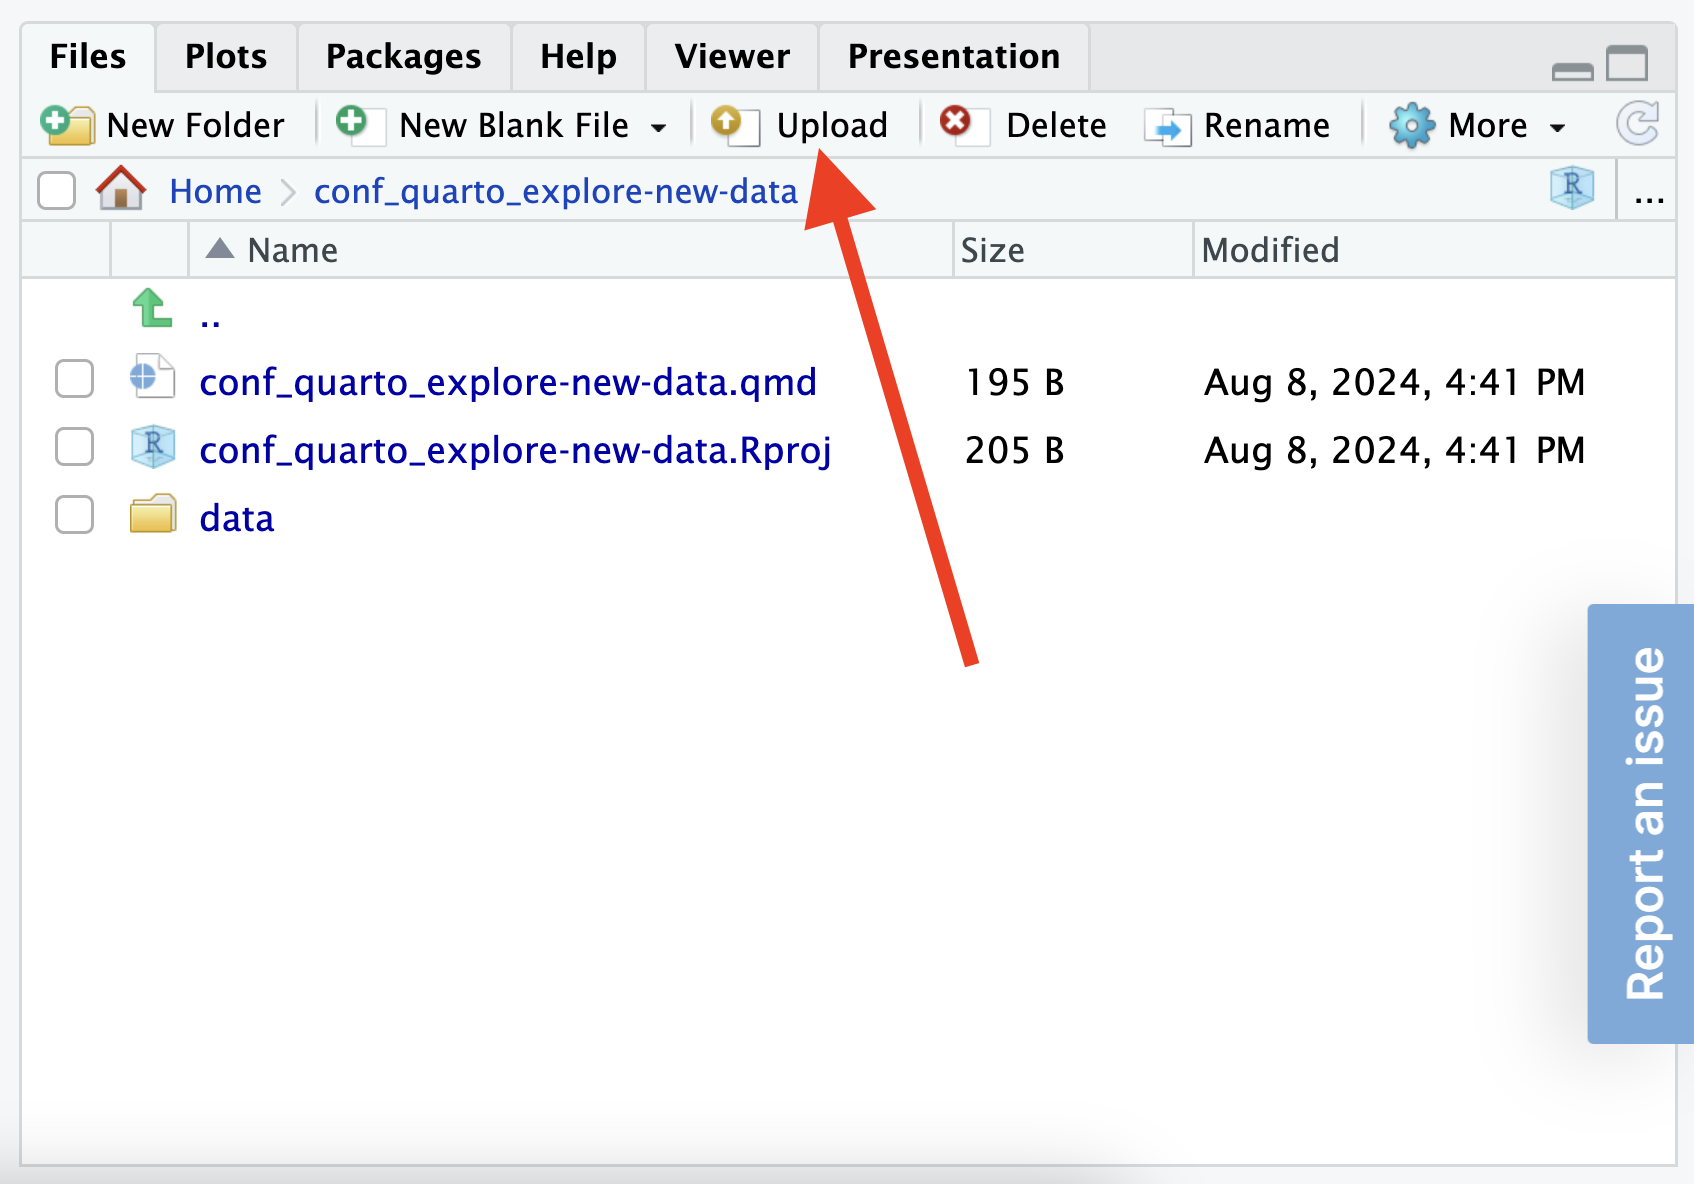 Files Plots Packages Help Viewer Presentation
New Folder New Blank File Upload Delete Rename More
Home conf_quarto_explore-new-data R ...
Name Size Modified
..
conf_quarto_explore-new-data.qmd 195 B Aug 8, 2024, 4:41 PM
R conf_quarto_explore-new-data.Rproj 205 B Aug 8, 2024, 4:41 PM
data
Report an issue